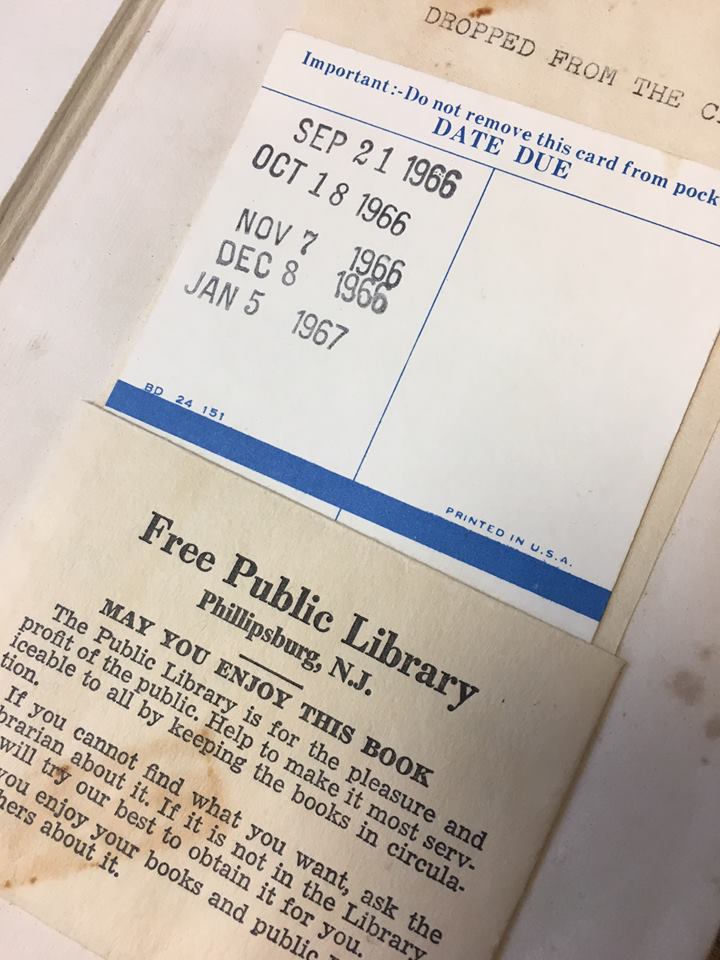 DROPPED FROM THE
Important:-Do not remove this card from
DATE DUE
SEP 21 1966
OCT 18 1966
NOV 7 1966
DEC 8 1966
JAN 5 1967
BD 24 151
PRINTED IN U.S.A.
Free Public Library
Phillipsburg, N.J.
MAY YOU ENJOY THIS BOOK
The Public Library is for the pleasure and
profit of the public. Help to make it most serv-
iceable to all by keeping the books in circula-
tion.
If you cannot find what you want, ask the
brarian about it. If it is not in the Library
will try our best to obtain it for you.
you enjoy your books and public
hers about it.